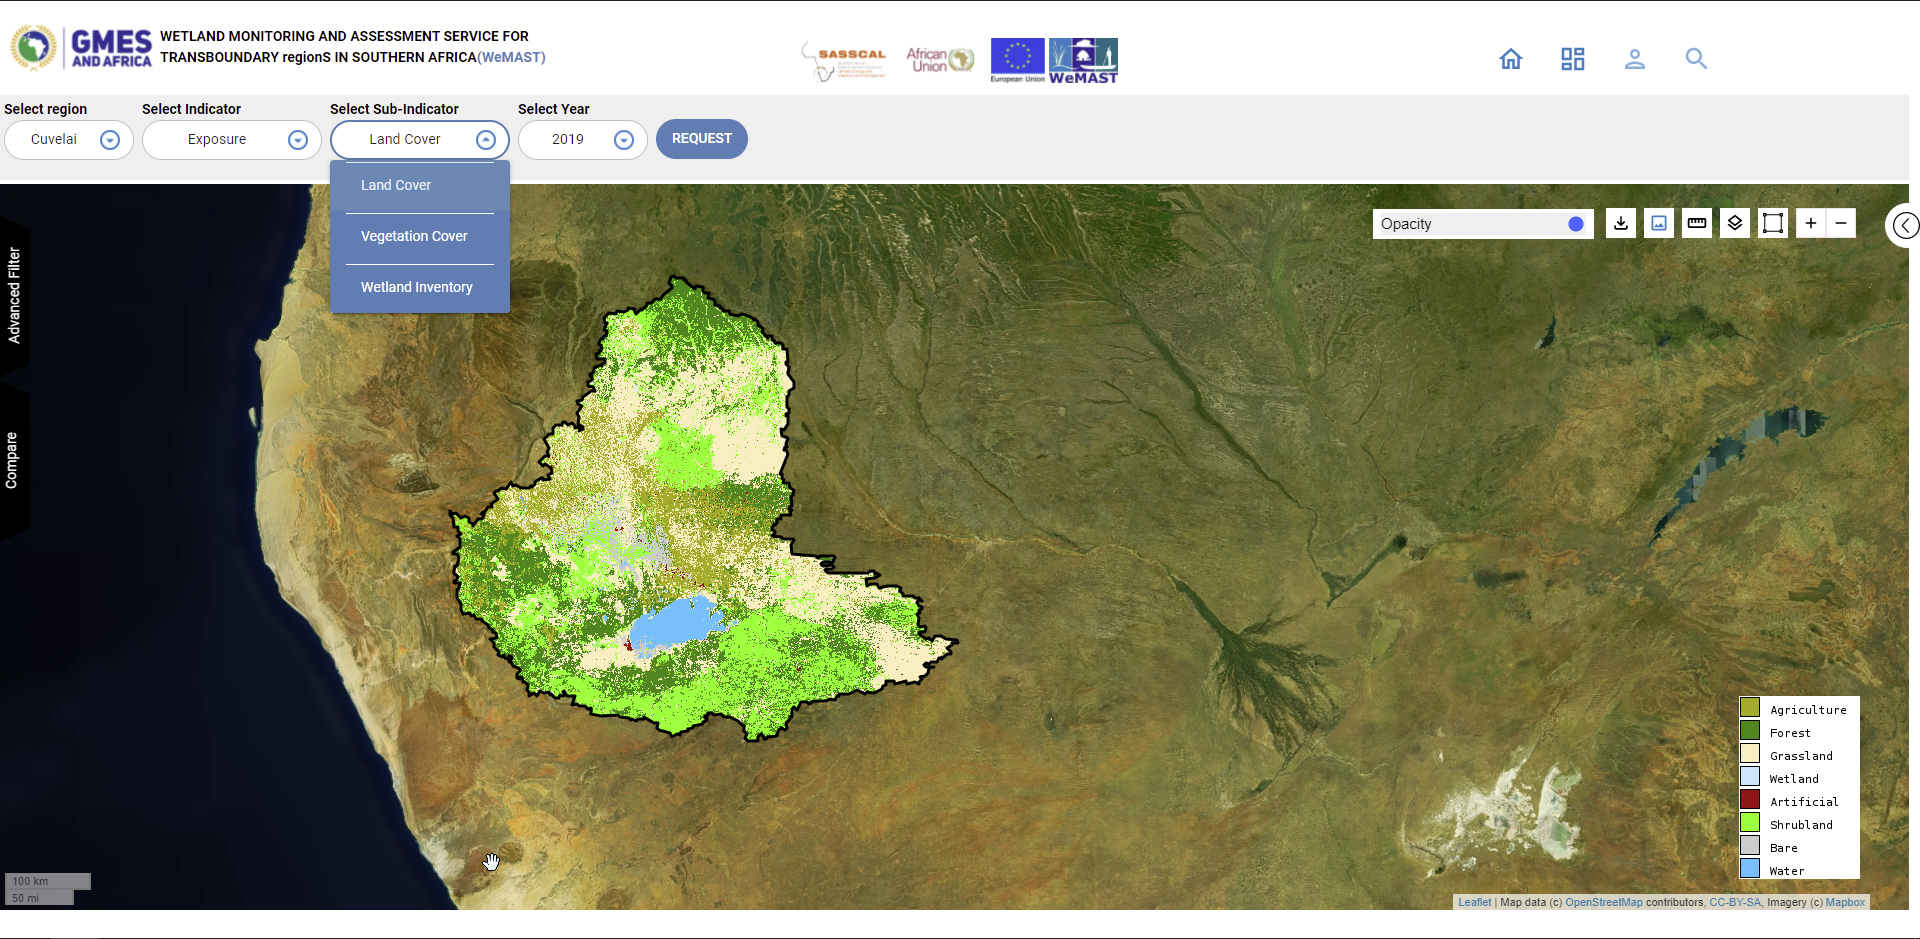 GMES
AND AFRICA
WETLAND MONITORING AND ASSESSMENT SERVICE FOR
TRANSBOUNDARY regionS IN SOUTHERN AFRICA(WeMAST)
SASSCAL
African
Union
European Union
WeMAST
Select region
Select Indicator
Select Sub-Indicator
Select Year
Cuvelai
Exposure
Land Cover
2019
REQUEST
Land Cover
Vegetation Cover
Wetland Inventory
Opacity
+
−
Advanced Filter
Compare
Agriculture
Forest
Grassland
Wetland
Artificial
Shrubland
Bare
Water
100 km
50 mi
Leaflet | Map data (c) OpenStreetMap contributors, CC-BY-SA, Imagery (c) Mapbox